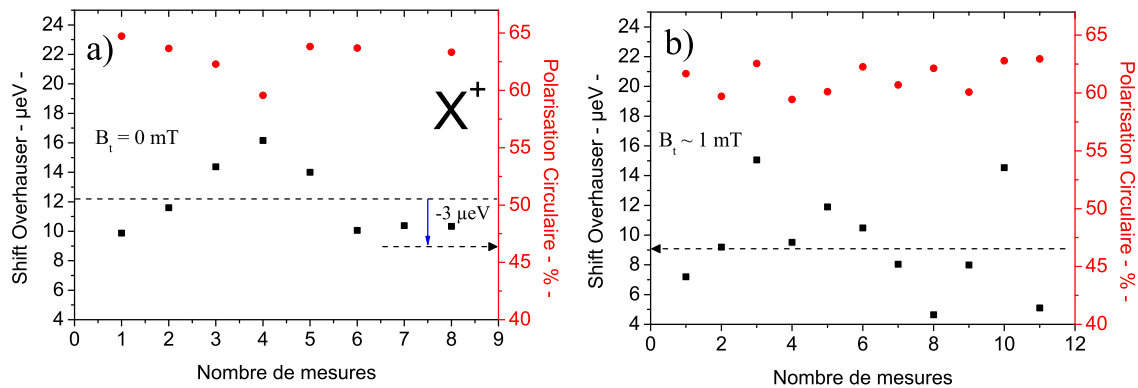 a)
24
22
20
18
16
14
12
10
8
6
4
Shift Overhauser - µeV -
0 1 2 3 4 5 6 7 8 9
Nombre de mesures
65
60
55
50
45
40
Polarisation Circulaire - % -
X+
Bt = 0 mT
-3 µeV
b)
24
22
20
18
16
14
12
10
8
6
4
Shift Overhauser - µeV -
0 2 4 6 8 10 12
Nombre de mesures
65
60
55
50
45
40
Polarisation Circulaire - % -
Bt ~ 1 mT